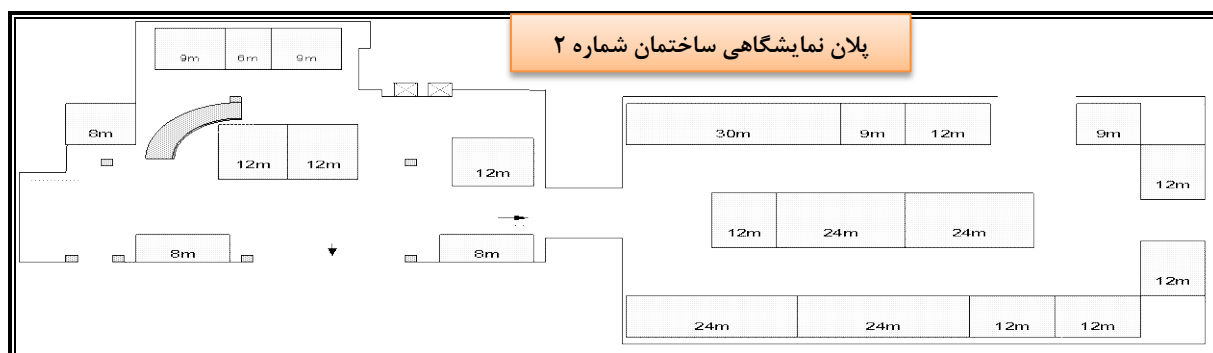 پلان نمایشگاهی ساختمان شماره ۲
9m 6m 9m
8m
30m 9m 12m 9m
12m 12m
12m
12m
12m 24m 24m
8m
8m
12m
24m 24m 12m 12m